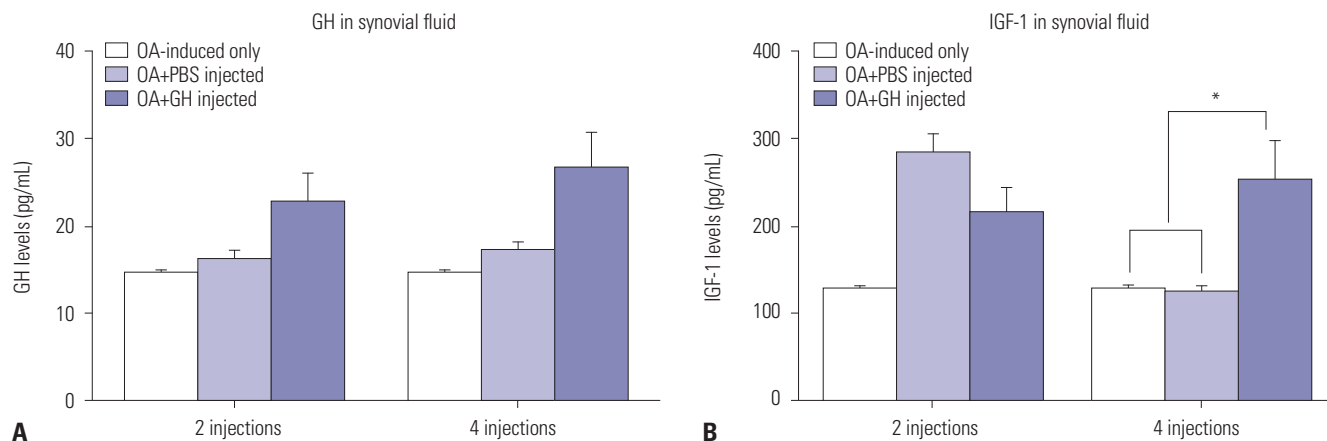 GH in synovial fluid
40
30
20
10
0
GH levels (pg/mL)
OA-induced only
OA+PBS injected
OA+GH injected
2 injections
4 injections
A
IGF-1 in synovial fluid
400
300
200
100
0
IGF-1 levels (pg/mL)
OA-induced only
OA+PBS injected
OA+GH injected
*
2 injections
4 injections
B